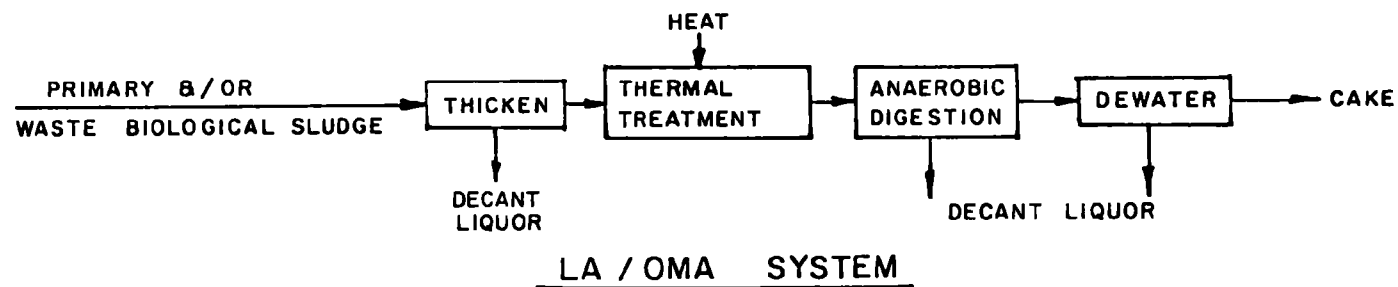 HEAT
PRIMARY &/OR
WASTE BIOLOGICAL SLUDGE
THICKEN
THERMAL
TREATMENT
ANAEROBIC
DIGESTION
DEWATER
CAKE
DECANT
LIQUOR
DECANT LIQUOR
LA / OMA SYSTEM